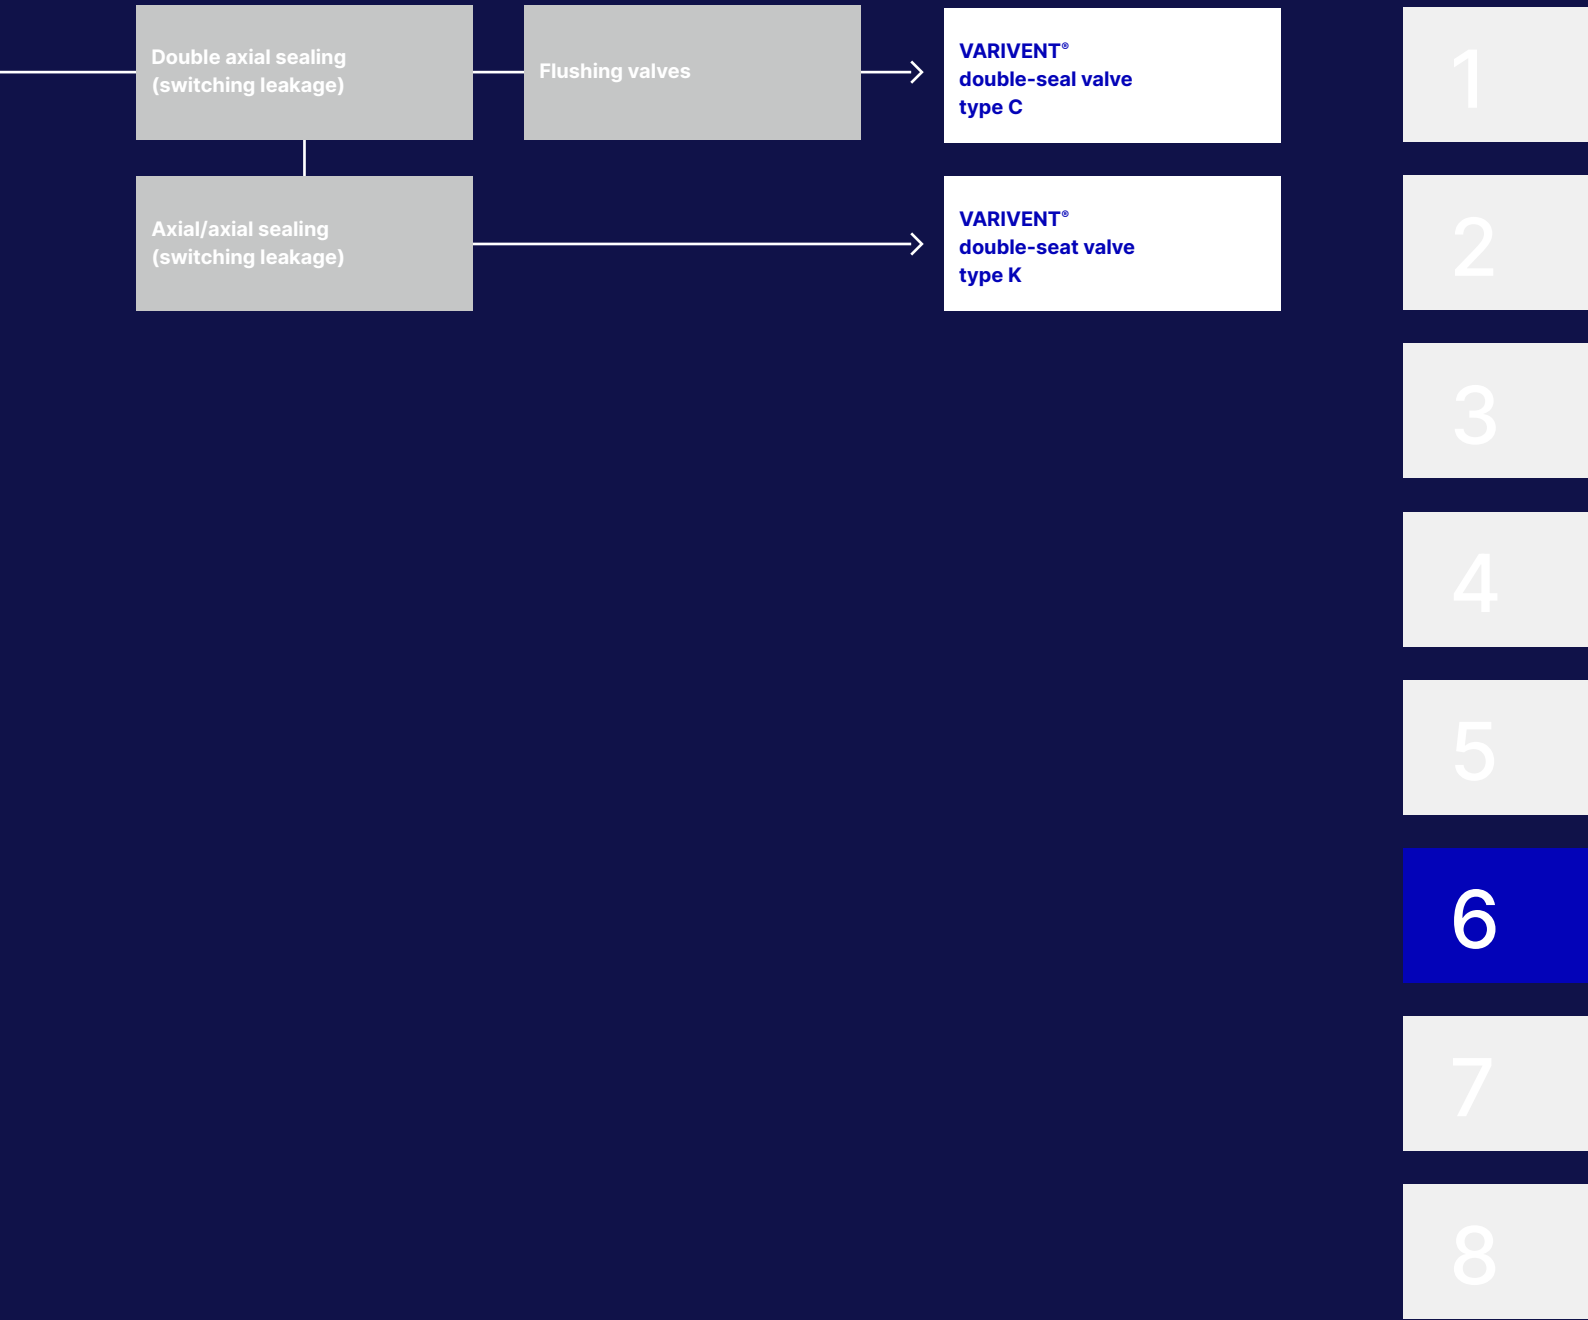 Double axial sealing
(switching leakage)
Flushing valves
VARIVENT®
double-seal valve
type C
Axial/axial sealing
(switching leakage)
VARIVENT®
double-seat valve
type K
1
2
3
4
5
6
7
8